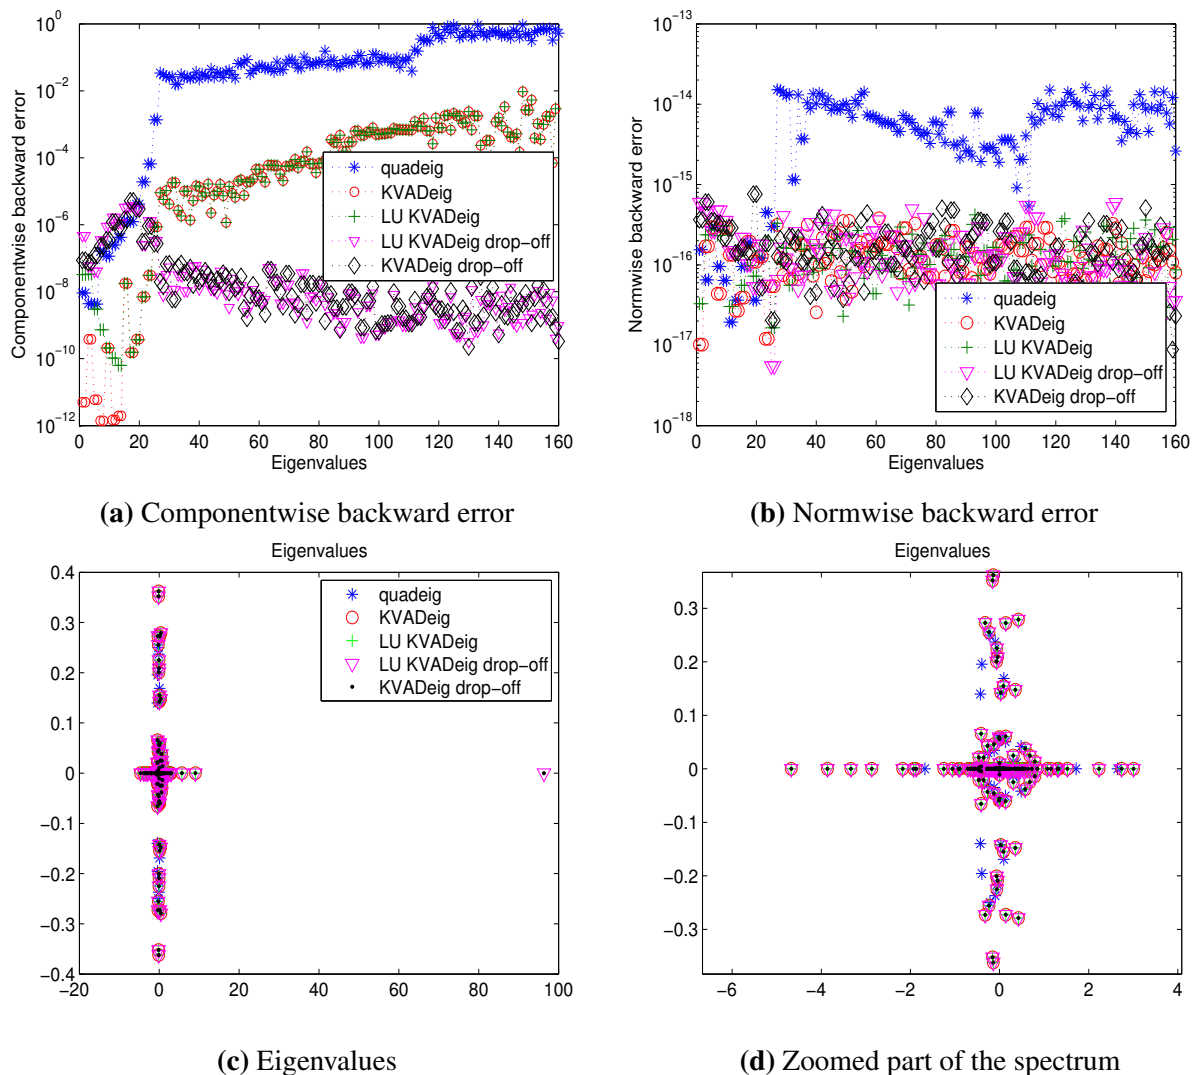 10^0
10^−2
10^−4
10^−6
10^−8
10^−10
10^−12
Componentwise backward error
0 20 40 60 80 100 120 140 160
Eigenvalues
quadeig
KVADeig
LU KVADeig
LU KVADeig drop−off
KVADeig drop−off
(a) Componentwise backward error
10^−13
10^−14
10^−15
10^−16
10^−17
10^−18
Normwise backward error
0 20 40 60 80 100 120 140 160
Eigenvalues
quadeig
KVADeig
LU KVADeig
LU KVADeig drop−off
KVADeig drop−off
(b) Normwise backward error
Eigenvalues
0.4
0.3
0.2
0.1
0
−0.1
−0.2
−0.3
−0.4
−20 0 20 40 60 80 100
quadeig
KVADeig
LU KVADeig
LU KVADeig drop−off
KVADeig drop−off
(c) Eigenvalues
Eigenvalues
0.3
0.2
0.1
0
−0.1
−0.2
−0.3
−6 −4 −2 0 2 4
(d) Zoomed part of the spectrum